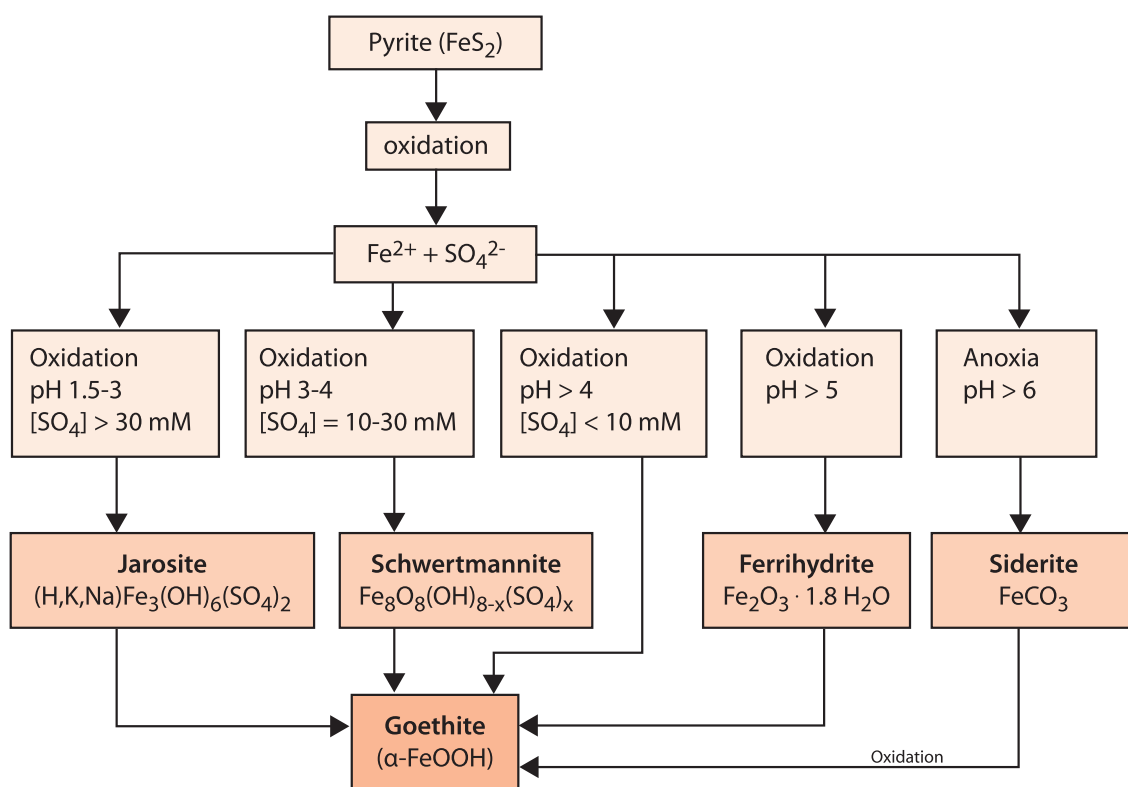 Pyrite (FeS₂)
oxidation
Fe²⁺ + SO₄²⁻
Oxidation
pH 1.5-3
[SO₄] > 30 mM
Oxidation
pH 3-4
[SO₄] = 10-30 mM
Oxidation
pH > 4
[SO₄] < 10 mM
Oxidation
pH > 5
Anoxia
pH > 6
Jarosite
(H,K,Na)Fe₃(OH)₆(SO₄)₂
Schwertmannite
Fe₈O₈(OH)₈₋ₓ(SO₄)ₓ
Ferrihydrite
Fe₂O₃ · 1.8 H₂O
Siderite
FeCO₃
Goethite
(α-FeOOH)
Oxidation